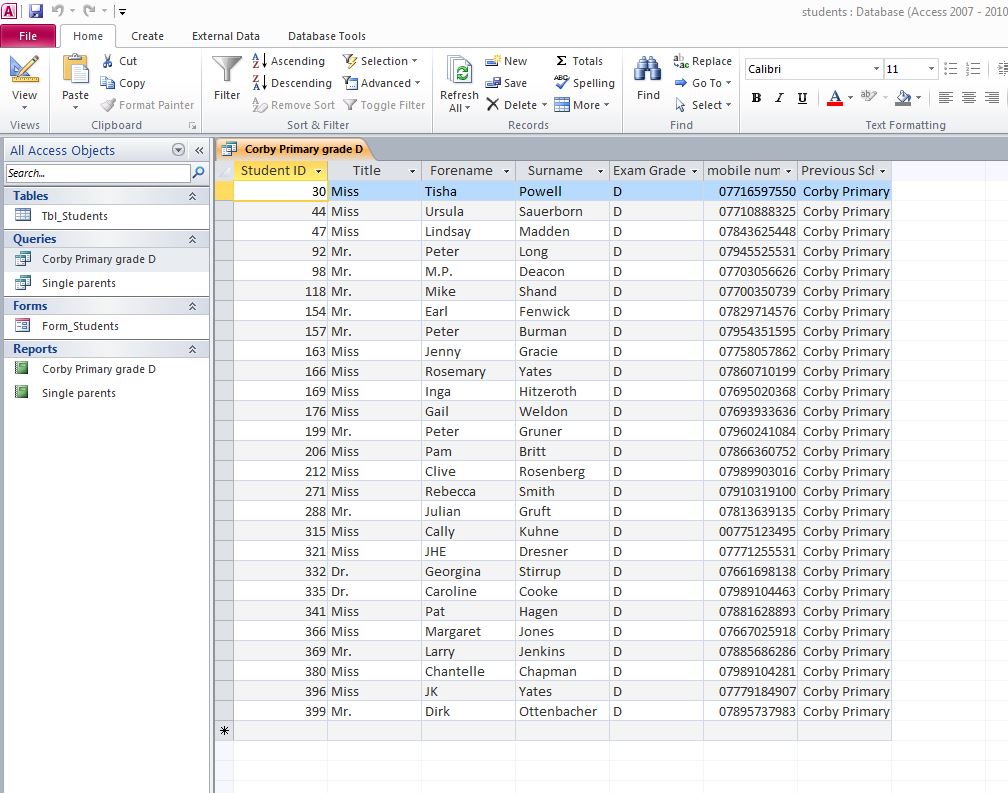 students : Database (Access 2007 - 2010
File Home Create External Data Database Tools
View Paste Cut Copy Format Painter Filter Ascending Descending Remove Sort Selection Advanced Toggle Filter Refresh All New Save Delete Totals Spelling More Find Replace Go To Select Calibri 11 B I U A
Views Clipboard Sort & Filter Records Find Text Formatting
All Access Objects
Search...
Tables
Tbl_Students
Queries
Corby Primary grade D
Single parents
Forms
Form_Students
Reports
Corby Primary grade D
Single parents
Corby Primary grade D
Student ID Title Forename Surname Exam Grade mobile num Previous Scl
30 Miss Tisha Powell D 07716597550 Corby Primary
44 Miss Ursula Sauerborn D 07710888325 Corby Primary
47 Miss Lindsay Madden D 07843625448 Corby Primary
92 Mr. Peter Long D 07945525531 Corby Primary
98 Mr. M.P. Deacon D 07703056626 Corby Primary
118 Mr. Mike Shand D 07700350739 Corby Primary
154 Mr. Earl Fenwick D 07829714576 Corby Primary
157 Mr. Peter Burman D 07954351595 Corby Primary
163 Miss Jenny Gracie D 07758057862 Corby Primary
166 Miss Rosemary Yates D 07860710199 Corby Primary
169 Miss Inga Hitzeroth D 07695020368 Corby Primary
176 Miss Gail Weldon D 07693933636 Corby Primary
199 Mr. Peter Gruner D 07960241084 Corby Primary
206 Miss Pam Britt D 07866360752 Corby Primary
212 Miss Clive Rosenberg D 07989903016 Corby Primary
271 Miss Rebecca Smith D 07910319100 Corby Primary
288 Mr. Julian Gruft D 07813639135 Corby Primary
315 Miss Cally Kuhne D 00775123495 Corby Primary
321 Miss JHE Dresner D 07771255531 Corby Primary
332 Dr. Georgina Stirrup D 07661698138 Corby Primary
335 Dr. Caroline Cooke D 07989104463 Corby Primary
341 Miss Pat Hagen D 07881628893 Corby Primary
366 Miss Margaret Jones D 07667025918 Corby Primary
369 Mr. Larry Jenkins D 07885686286 Corby Primary
380 Miss Chantelle Chapman D 07989104281 Corby Primary
396 Miss JK Yates D 07779184907 Corby Primary
399 Mr. Dirk Ottenbacher D 07895737983 Corby Primary